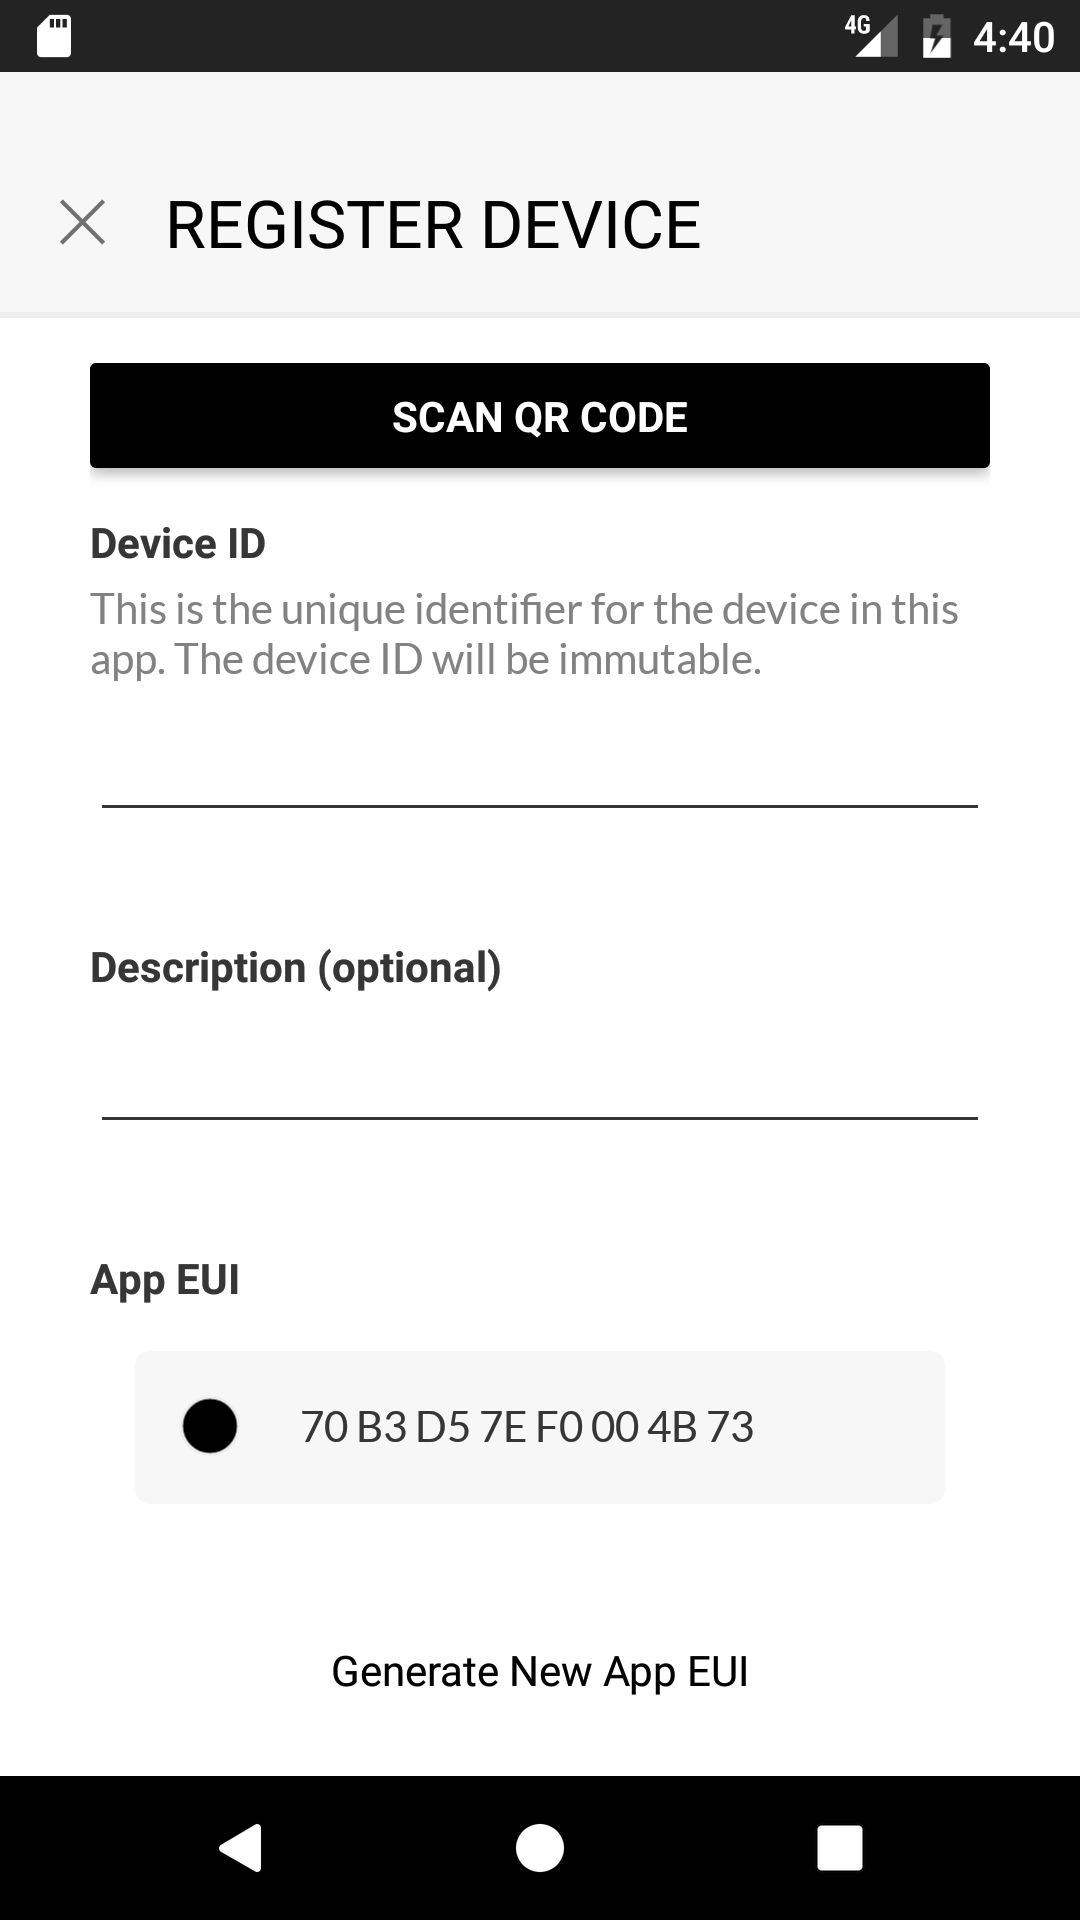 4G 4:40
REGISTER DEVICE
SCAN QR CODE
Device ID
This is the unique identifier for the device in this
app. The device ID will be immutable.
Description (optional)
App EUI
70 B3 D5 7E F0 00 4B 73
Generate New App EUI